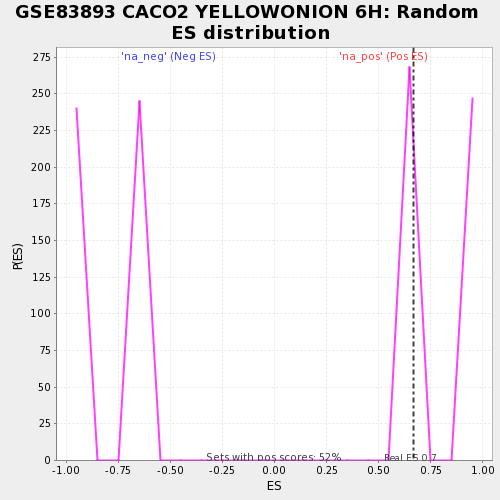 GSE83893 CACO2 YELLOWONION 6H: Random
ES distribution
'na_neg' (Neg ES)
'na_pos' (Pos ES)
275
250
225
200
175
150
125
100
75
50
25
0
P(ES)
Sets with pos scores: 52%
Real ES 0.7
-1.00
-0.75
-0.50
-0.25
0.00
0.25
0.50
0.75
1.00
ES